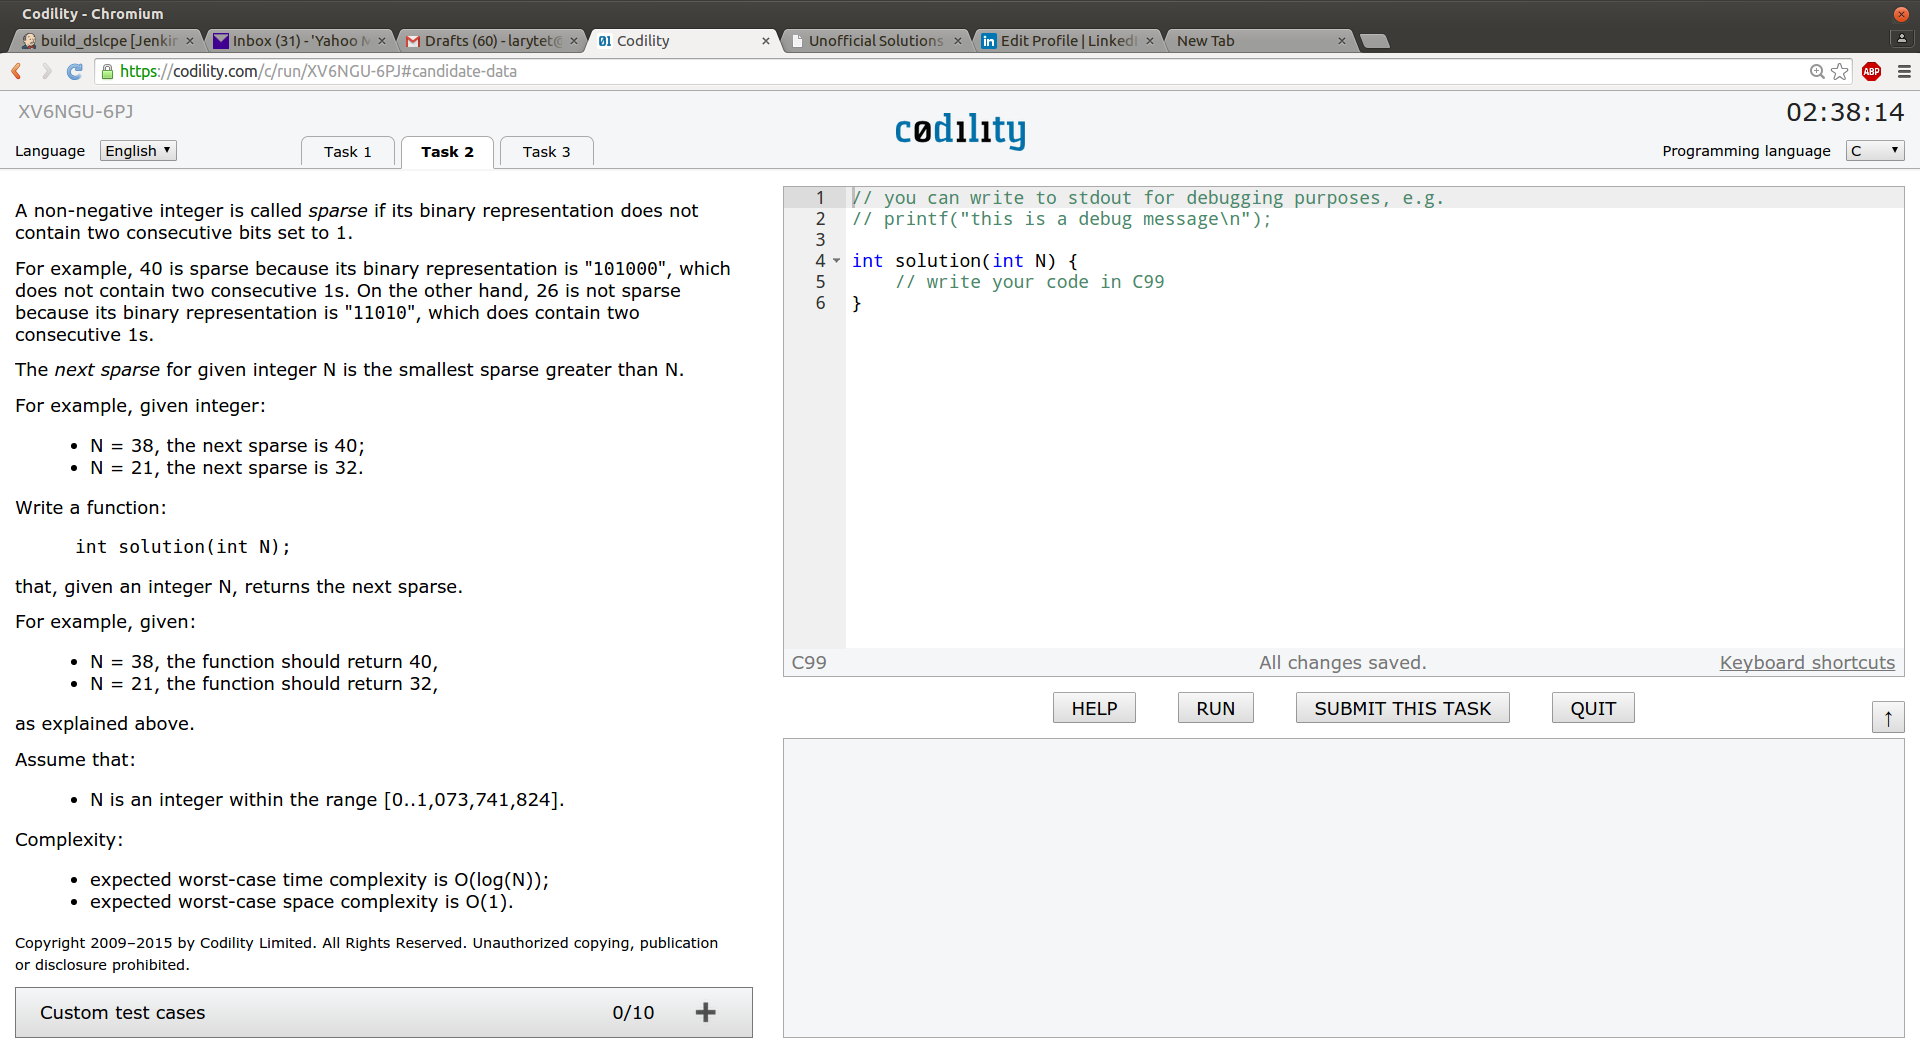 Codility - Chromium
build_dslcpe [Jenkin
Inbox (31) - 'Yahoo M
Drafts (60) - larytet@
Codility
Unofficial Solutions
Edit Profile | LinkedI
New Tab
https://codility.com/c/run/XV6NGU-6PJ#candidate-data
ABP
XV6NGU-6PJ
codility
02:38:14
Language English
Task 1
Task 2
Task 3
Programming language C
A non-negative integer is called sparse if its binary representation does not
contain two consecutive bits set to 1.
For example, 40 is sparse because its binary representation is "101000", which
does not contain two consecutive 1s. On the other hand, 26 is not sparse
because its binary representation is "11010", which does contain two
consecutive 1s.
The next sparse for given integer N is the smallest sparse greater than N.
For example, given integer:
• N = 38, the next sparse is 40;
• N = 21, the next sparse is 32.
Write a function:
int solution(int N);
that, given an integer N, returns the next sparse.
For example, given:
• N = 38, the function should return 40,
• N = 21, the function should return 32,
as explained above.
Assume that:
• N is an integer within the range [0..1,073,741,824].
Complexity:
• expected worst-case time complexity is O(log(N));
• expected worst-case space complexity is O(1).
Copyright 2009–2015 by Codility Limited. All Rights Reserved. Unauthorized copying, publication
or disclosure prohibited.
Custom test cases 0/10 +
1 // you can write to stdout for debugging purposes, e.g.
2 // printf("this is a debug message\n");
3
4 int solution(int N) {
5     // write your code in C99
6 }
C99 All changes saved. Keyboard shortcuts
HELP RUN SUBMIT THIS TASK QUIT
↑